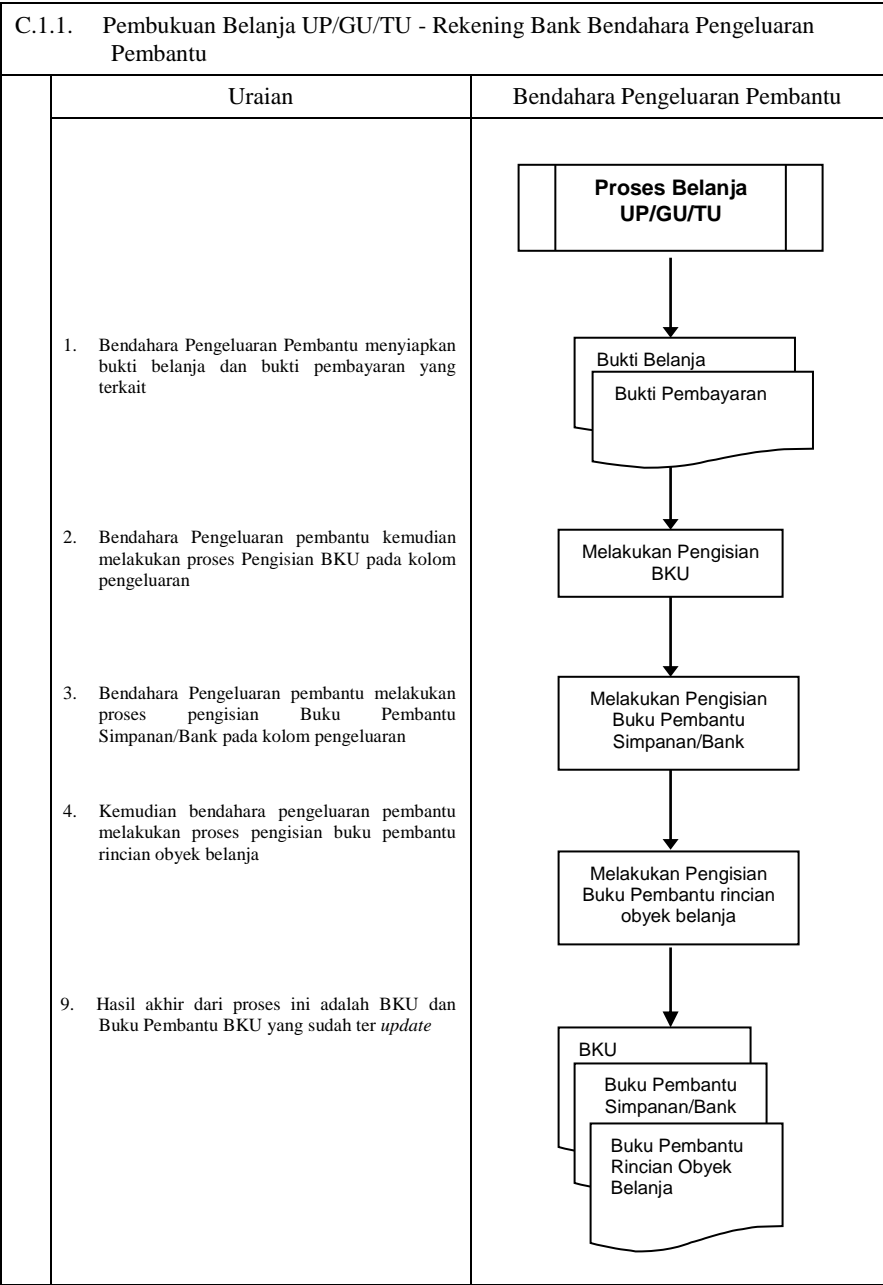 C.1.1. Pembukuan Belanja UP/GU/TU - Rekening Bank Bendahara Pengeluaran
Pembantu
Uraian
Bendahara Pengeluaran Pembantu
Proses Belanja
UP/GU/TU
1. Bendahara Pengeluaran Pembantu menyiapkan
bukti belanja dan bukti pembayaran yang
terkait
Bukti Belanja
Bukti Pembayaran
2. Bendahara Pengeluaran pembantu kemudian
melakukan proses Pengisian BKU pada kolom
pengeluaran
Melakukan Pengisian
BKU
3. Bendahara Pengeluaran pembantu melakukan
proses pengisian Buku Pembantu
Simpanan/Bank pada kolom pengeluaran
Melakukan Pengisian
Buku Pembantu
Simpanan/Bank
4. Kemudian bendahara pengeluaran pembantu
melakukan proses pengisian buku pembantu
rincian obyek belanja
Melakukan Pengisian
Buku Pembantu rincian
obyek belanja
9. Hasil akhir dari proses ini adalah BKU dan
Buku Pembantu BKU yang sudah ter update
BKU
Buku Pembantu
Simpanan/Bank
Buku Pembantu
Rincian Obyek
Belanja